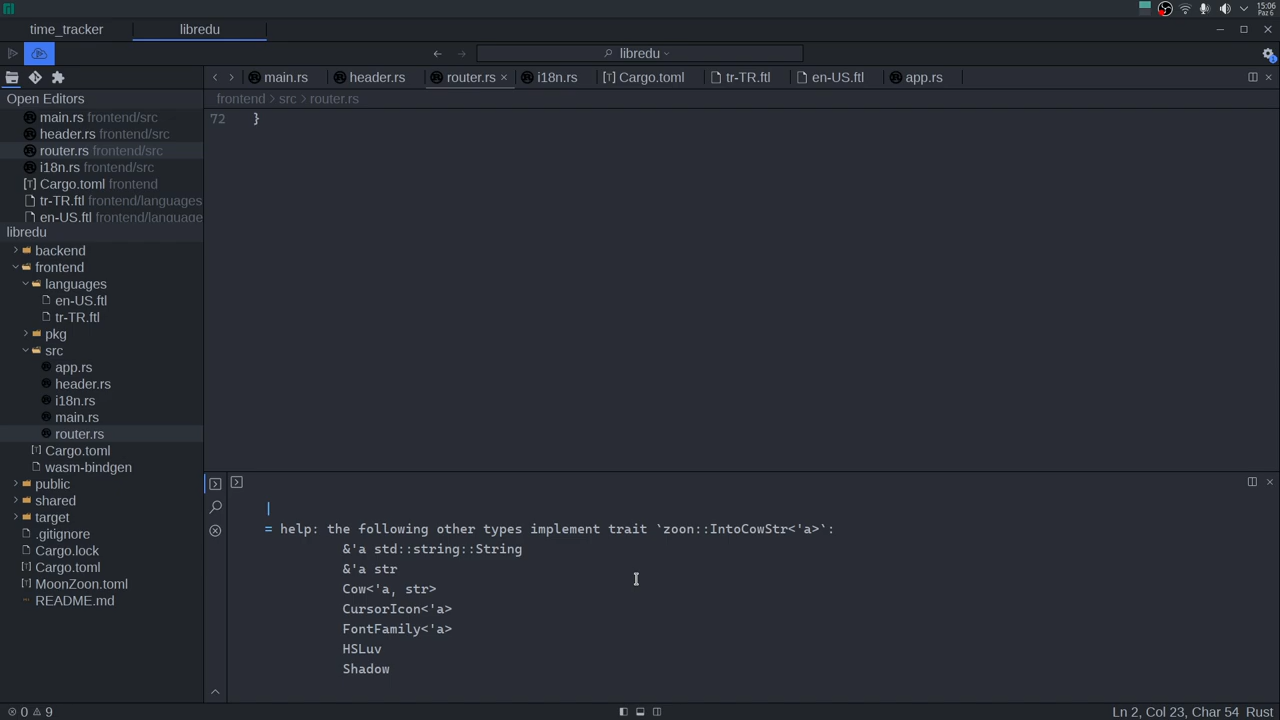 15:06
Paz 6
time_tracker
libredu
libredu
main.rs
header.rs
router.rs
i18n.rs
Cargo.toml
tr-TR.ftl
en-US.ftl
app.rs
Open Editors
frontend > src > router.rs
main.rs frontend/src
header.rs frontend/src
router.rs frontend/src
i18n.rs frontend/src
Cargo.toml frontend
tr-TR.ftl frontend/languages
en-US.ftl frontend/language
72 }
libredu
backend
frontend
languages
en-US.ftl
tr-TR.ftl
pkg
src
app.rs
header.rs
i18n.rs
main.rs
router.rs
Cargo.toml
wasm-bindgen
public
shared
target
.gitignore
Cargo.lock
Cargo.toml
MoonZoon.toml
README.md
|
= help: the following other types implement trait `zoon::IntoCowStr<'a>`:
&'a std::string::String
&'a str
Cow<'a, str>
CursorIcon<'a>
FontFamily<'a>
HSLuv
Shadow
0 9
Ln 2, Col 23, Char 54 Rust